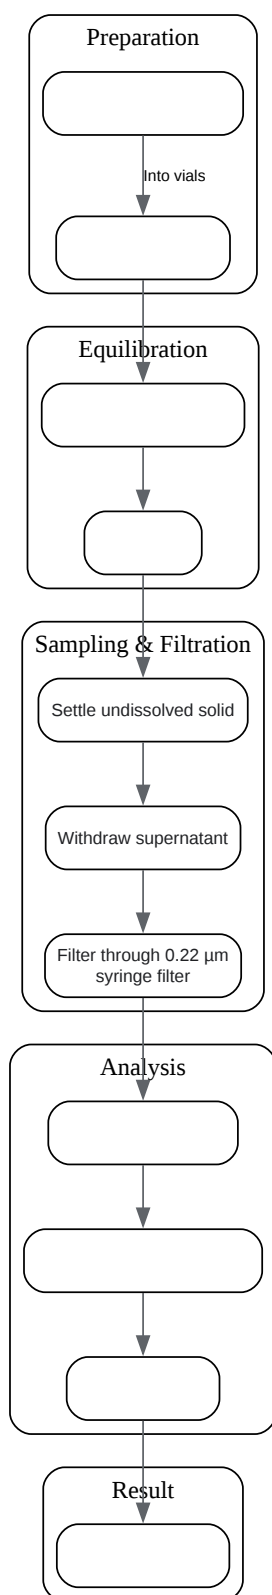 Preparation
Into vials
Equilibration
Sampling & Filtration
Settle undissolved solid
Withdraw supernatant
Filter through 0.22 µm
syringe filter
Analysis
Result